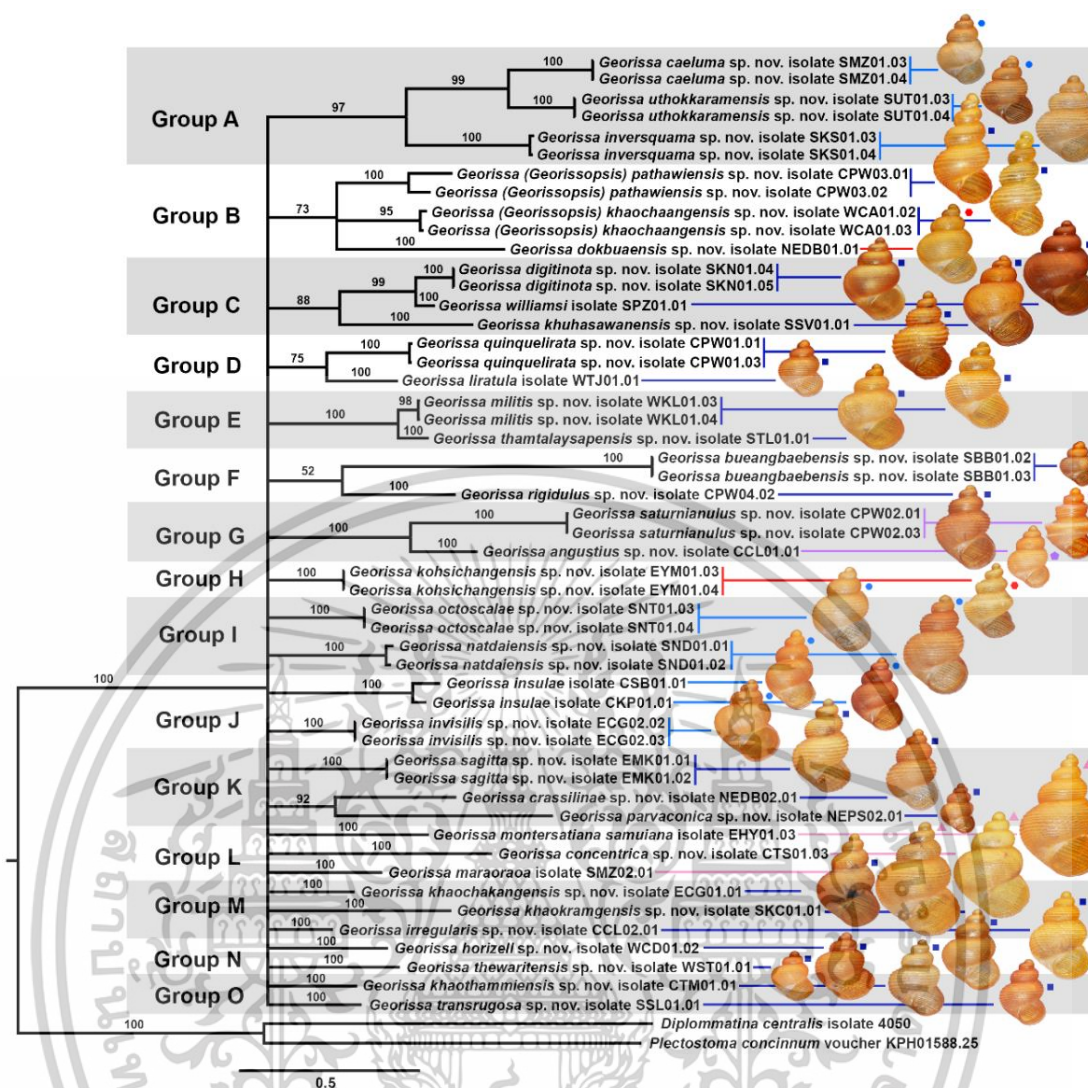 Group A
97
99
100
Georissa caeluma sp. nov. isolate SMZ01.03
Georissa caeluma sp. nov. isolate SMZ01.04
100
Georissa uthokkaramensis sp. nov. isolate SUT01.03
Georissa uthokkaramensis sp. nov. isolate SUT01.04
100
Georissa inversquama sp. nov. isolate SKS01.03
Georissa inversquama sp. nov. isolate SKS01.04
Group B
73
100
Georissa (Georissopsis) pathawiensis sp. nov. isolate CPW03.01
Georissa (Georissopsis) pathawiensis sp. nov. isolate CPW03.02
95
Georissa (Georissopsis) khaochaangensis sp. nov. isolate WCA01.02
Georissa (Georissopsis) khaochaangensis sp. nov. isolate WCA01.03
100
Georissa dokbuaensis sp. nov. isolate NEDB01.01
Group C
88
99
100
Georissa digitinota sp. nov. isolate SKN01.04
Georissa digitinota sp. nov. isolate SKN01.05
100
Georissa williamsi isolate SPZ01.01
100
Georissa khuhasawanensis sp. nov. isolate SSV01.01
Group D
75
100
Georissa quinquelirata sp. nov. isolate CPW01.01
Georissa quinquelirata sp. nov. isolate CPW01.03
100
Georissa liratula isolate WTJ01.01
Group E
100
98
Georissa militis sp. nov. isolate WKL01.03
Georissa militis sp. nov. isolate WKL01.04
100
Georissa thamtalaysapensis sp. nov. isolate STL01.01
Group F
52
100
Georissa bueangbaebensis sp. nov. isolate SBB01.02
Georissa bueangbaebensis sp. nov. isolate SBB01.03
100
Georissa rigidulus sp. nov. isolate CPW04.02
Group G
100
100
Georissa saturnianulus sp. nov. isolate CPW02.01
Georissa saturnianulus sp. nov. isolate CPW02.03
100
Georissa angustius sp. nov. isolate CCL01.01
Group H
100
Georissa kohsichangensis sp. nov. isolate EYM01.03
Georissa kohsichangensis sp. nov. isolate EYM01.04
Group I
100
Georissa octoscalae sp. nov. isolate SNT01.03
Georissa octoscalae sp. nov. isolate SNT01.04
100
Georissa natdaiensis sp. nov. isolate SND01.01
Georissa natdaiensis sp. nov. isolate SND01.02
100
Group J
100
Georissa insulae isolate CSB01.01
Georissa insulae isolate CKP01.01
100
Georissa invisilis sp. nov. isolate ECG02.02
Georissa invisilis sp. nov. isolate ECG02.03
Group K
100
Georissa sagitta sp. nov. isolate EMK01.01
Georissa sagitta sp. nov. isolate EMK01.02
92
Georissa crassilinae sp. nov. isolate NEDB02.01
Georissa parvaconica sp. nov. isolate NEPS02.01
Group L
100
Georissa montersatiana samuiana isolate EHY01.03
100
Georissa concentrica sp. nov. isolate CTS01.03
100
Georissa maraoraoa isolate SMZ02.01
Group M
100
Georissa khaochakangensis sp. nov. isolate ECG01.01
100
Georissa khaokramgensis sp. nov. isolate SKC01.01
100
Georissa irregularis sp. nov. isolate CCL02.01
Group N
100
Georissa horizell sp. nov. isolate WCD01.02
100
Georissa thewaritensis sp. nov. isolate WST01.01
Group O
100
Georissa khaothammiensis sp. nov. isolate CTM01.01
100
Georissa transrugosa sp. nov. isolate SSL01.01
100
Diplommatina centralis isolate 4050
Plectostoma concinnum voucher KPH01588.25
0.5